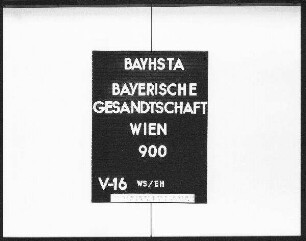 BAYHSTA
BAYERISCHE
GESANDTSCHAFT
WIEN
900
V-16 WS/EH